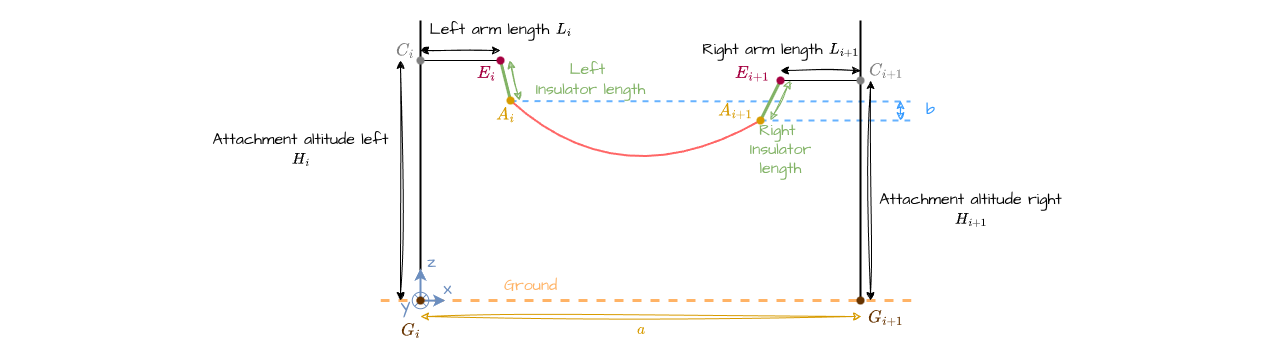 Left arm length L_i
C_i
Right arm length L_{i+1}
E_i
Left
Insulator length
E_{i+1}
C_{i+1}
A_i
A_{i+1}
b
Attachment altitude left
H_i
Right
Insulator
length
Attachment altitude right
H_{i+1}
z
Ground
x
y
G_i
a
G_{i+1}